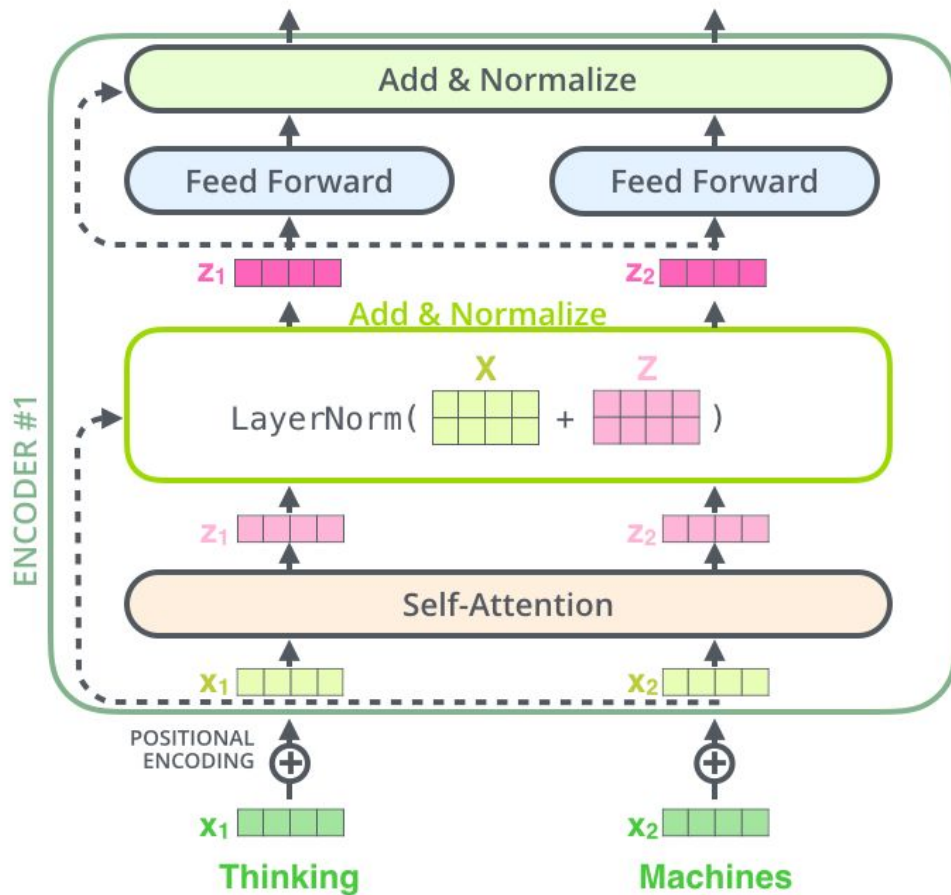 Add & Normalize
Feed Forward Feed Forward
z₁ z₂
Add & Normalize
X Z
LayerNorm( + )
ENCODER #1
z₁ z₂
Self-Attention
x₁ x₂
POSITIONAL
ENCODING
x₁ x₂
Thinking Machines